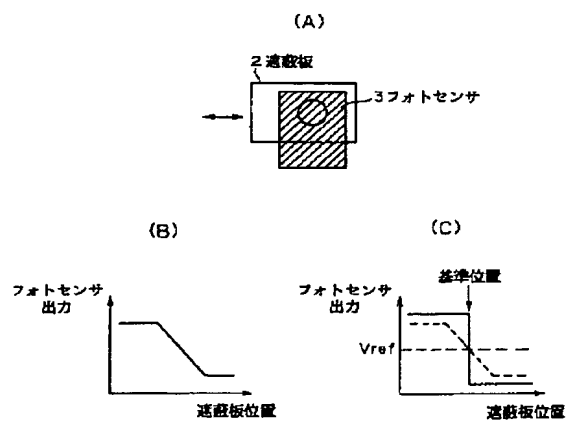 (A)
2 遮蔽板
3フォトセンサ
(B)
フォトセンサ
出力
遮蔽板位置
(C)
基準位置
フォトセンサ
出力
Vref
遮蔽板位置